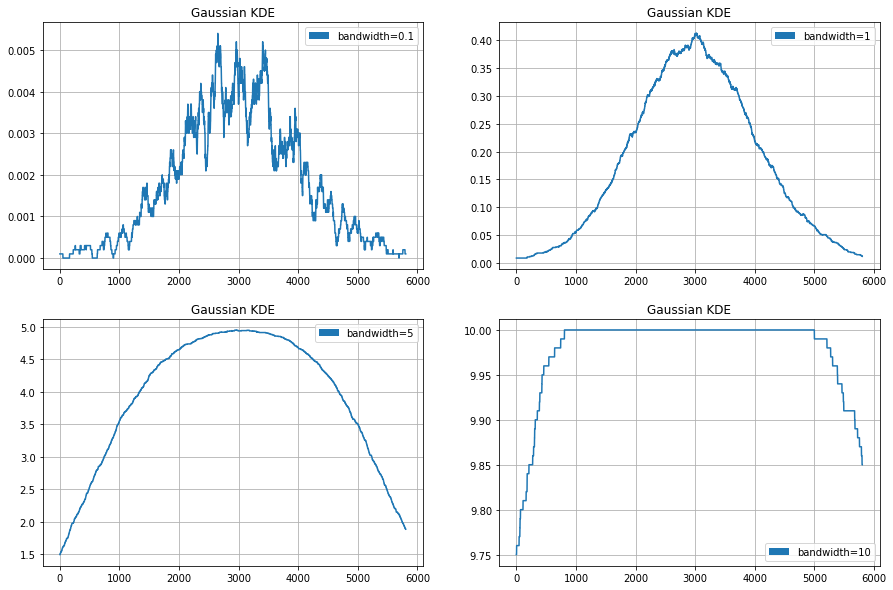 Gaussian KDE
bandwidth=0.1
0.005
0.004
0.003
0.002
0.001
0.000
0 1000 2000 3000 4000 5000 6000
Gaussian KDE
bandwidth=1
0.40
0.35
0.30
0.25
0.20
0.15
0.10
0.05
0.00
0 1000 2000 3000 4000 5000 6000
Gaussian KDE
bandwidth=5
5.0
4.5
4.0
3.5
3.0
2.5
2.0
1.5
0 1000 2000 3000 4000 5000 6000
Gaussian KDE
10.00
9.95
9.90
9.85
9.80
9.75
bandwidth=10
0 1000 2000 3000 4000 5000 6000